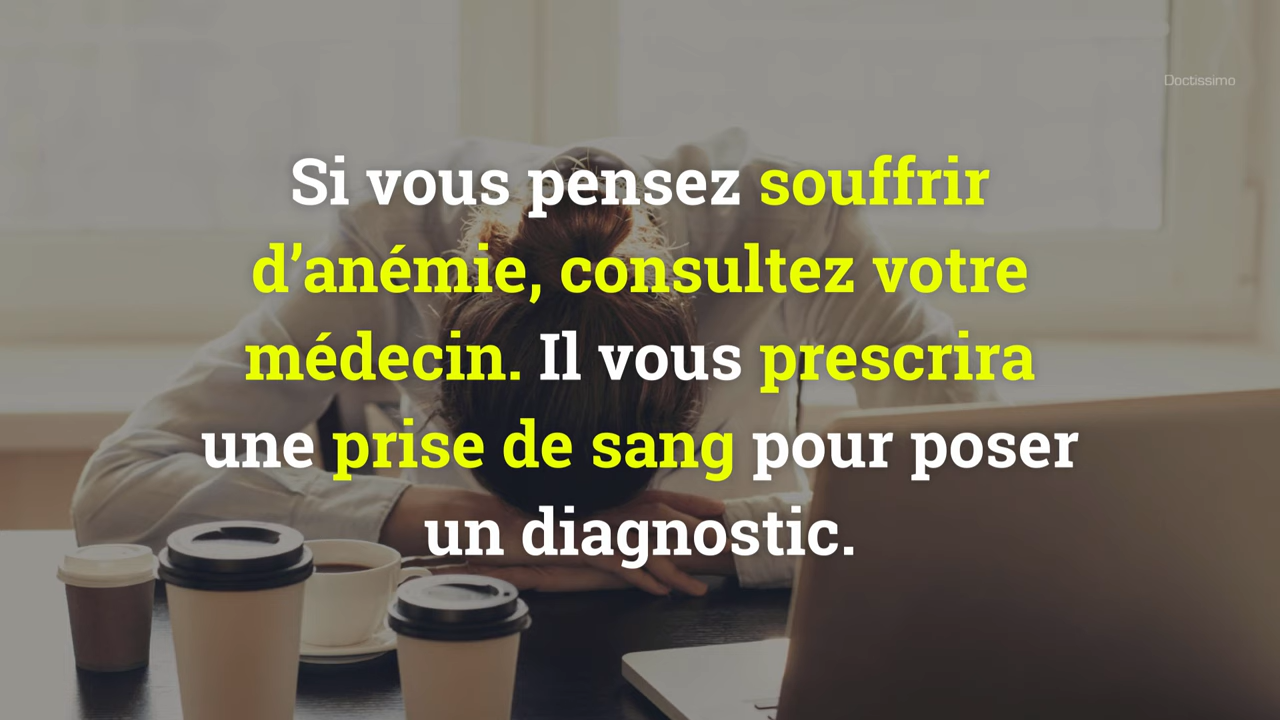 Doctissimo
Si vous pensez souffrir
d’anémie, consultez votre
médecin. Il vous prescrira
une prise de sang pour poser
un diagnostic.